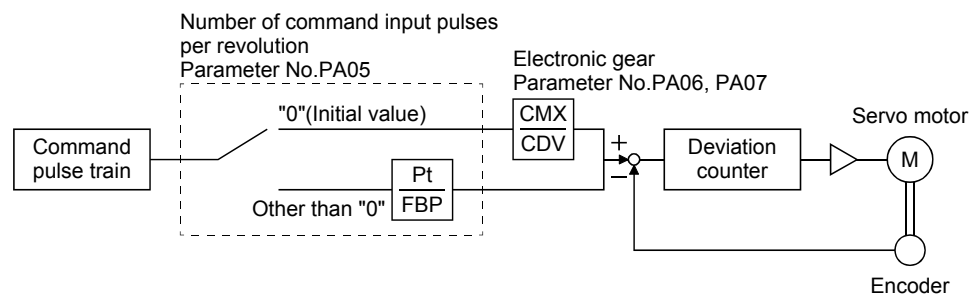 Number of command input pulses
per revolution
Parameter No.PA05
Electronic gear
Parameter No.PA06, PA07
Servo motor
"0"(Initial value)
CMX
CDV
Command
pulse train
+
−
Deviation
counter
M
Pt
FBP
Other than "0"
Encoder